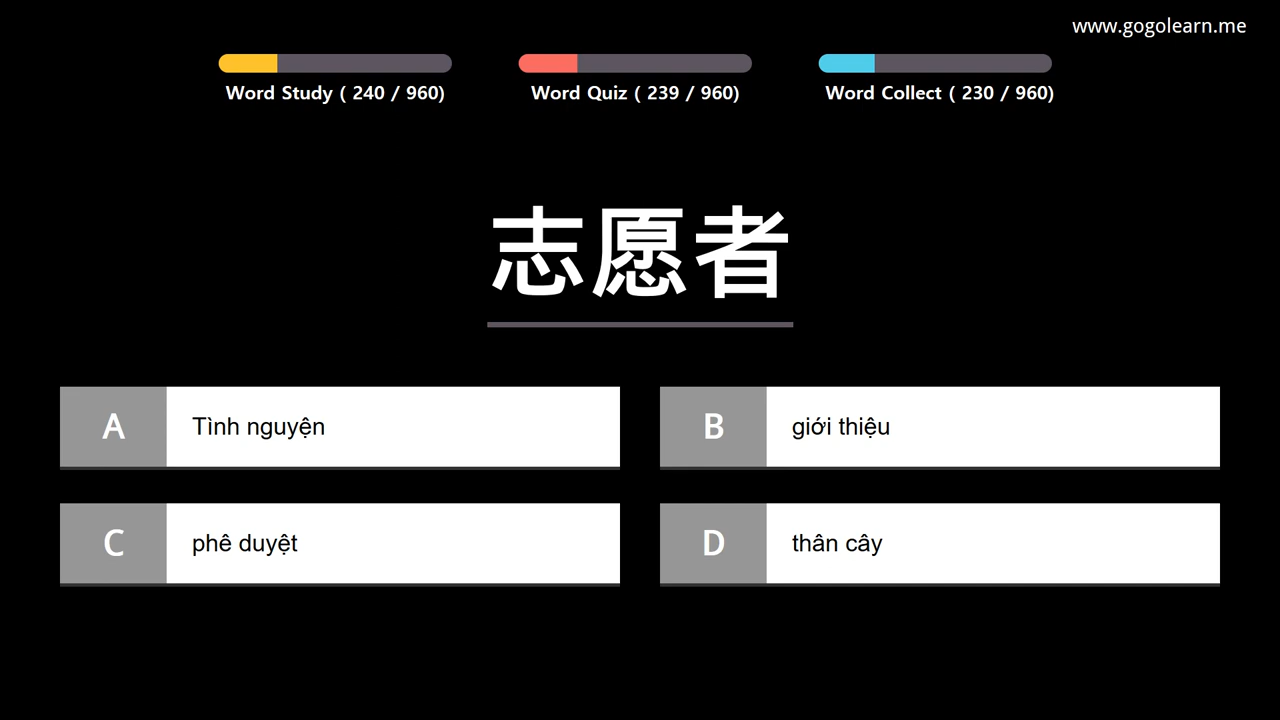 www.gogolearn.me
Word Study ( 240 / 960)
Word Quiz ( 239 / 960)
Word Collect ( 230 / 960)
志愿者
A Tình nguyện
B giới thiệu
C phê duyệt
D thân cây